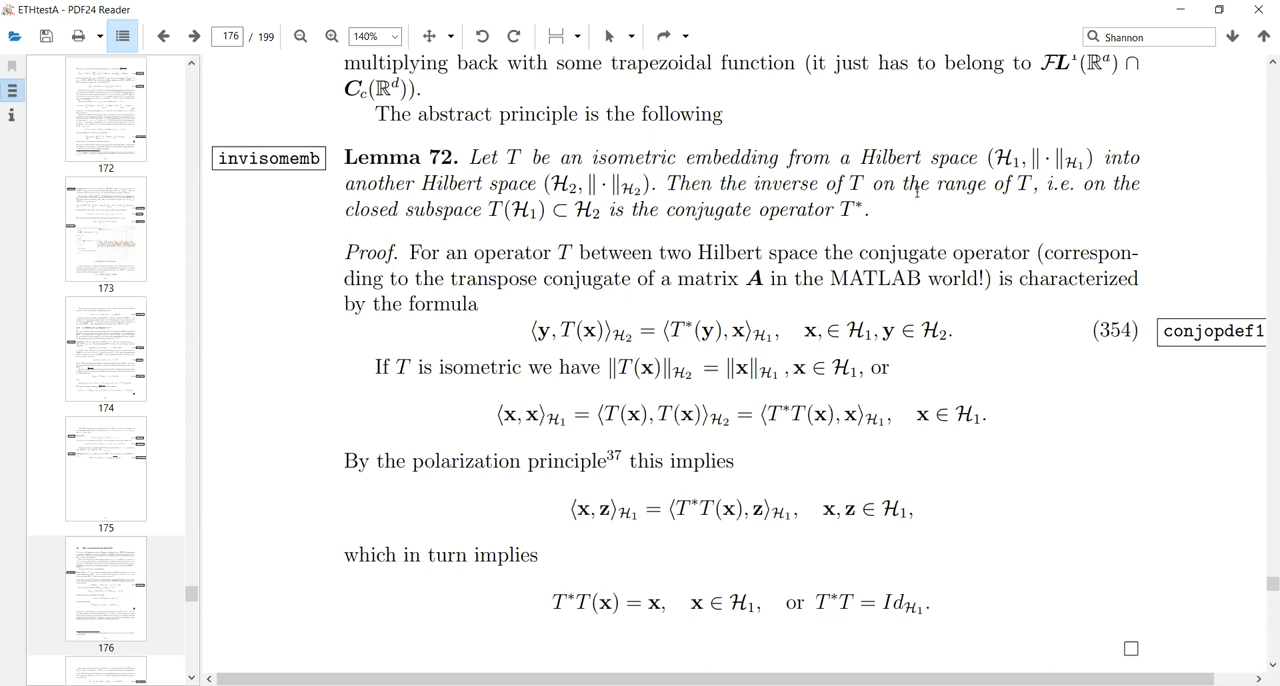 ETHtestA - PDF24 Reader
176 / 199
140%
Shannon
172
173
174
175
176
multiplying back with some trapezoidal function (it just has to belong to 𝓕𝑳¹(ℝᵈ) ∩
𝑪_c(ℝᵈ)).
The abstract principle is the following
invisomemb
Lemma 72. Let T be an isometric embedding from a Hilbert space (ℋ₁, ‖ · ‖_ℋ₁) into
another Hilbert space (ℋ₂, ‖ · ‖_ℋ₂). Then the invers of T on the range of T, i.e. on the
closed subspace T(ℋ₁) ⊂ ℋ₂ is the conjugate operator T*.
Proof. For an operator T between two Hilbert space the conjugate operator (correspon-
ding to the transpose conjugate of a matrix A in the MATLAB world!) is characterized
by the formula
⟨y, T(x)⟩_ℋ₂ = ⟨T*(y), x⟩_ℋ₁, x ∈ ℋ₁, y ∈ ℋ₂. (354)
conjopdef1
If T is isometric we have ‖T(x)‖_ℋ₂ = ‖x‖_ℋ₁, x ∈ ℋ₁, or
⟨x, x⟩_ℋ₁ = ⟨T(x), T(x)⟩_ℋ₂ = ⟨T*T(x), x⟩_ℋ₁, x ∈ ℋ₁.
By the polarization principle³⁷ this implies
⟨x, z⟩_ℋ₁ = ⟨T*T(x), z⟩_ℋ₁, x, z ∈ ℋ₁,
which in turn implies
T*T(x) = x, x ∈ ℋ₁, or T*T = Id_ℋ₁.